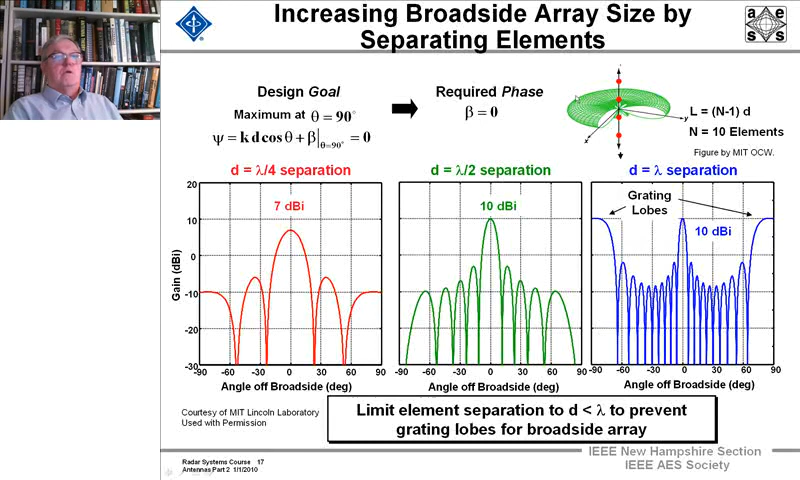 Increasing Broadside Array Size by
Separating Elements
a e
s s
Design Goal
Maximum at θ = 90°
ψ = k d cos θ + β|θ=90° = 0
Required Phase
β = 0
L = (N-1) d
N = 10 Elements
Figure by MIT OCW.
y
x
d = λ/4 separation
d = λ/2 separation
d = λ separation
7 dBi
10 dBi
Grating
Lobes
10 dBi
Gain (dBi)
20
10
0
-10
-20
-30
-90 -60 -30 0 30 60 90
-90 -60 -30 0 30 60 90
-90 -60 -30 0 30 60 90
Angle off Broadside (deg)
Angle off Broadside (deg)
Angle off Broadside (deg)
Courtesy of MIT Lincoln Laboratory
Used with Permission
Limit element separation to d < λ to prevent
grating lobes for broadside array
Radar Systems Course 17
Antennas Part 2 1/1/2010
IEEE New Hampshire Section
IEEE AES Society